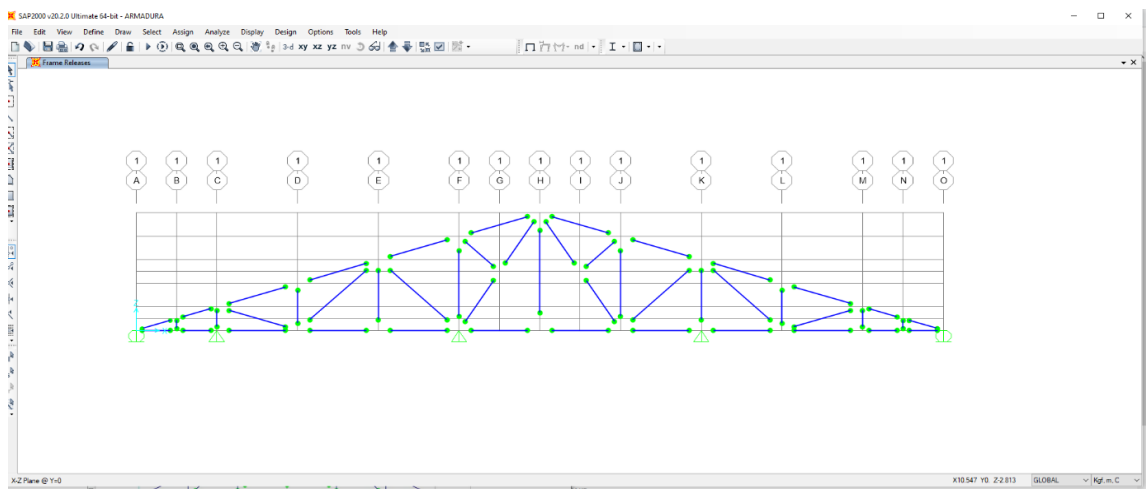 SAP2000 v20.2.0 Ultimate 64-bit - ARMADURA
File Edit View Define Draw Select Assign Analyze Display Design Options Tools Help
3-d xy xz yz nv nd
Frame Releases
1 1 1 1 1 1 1 1 1 1 1 1 1 1 1
A B C D E F G H I J K L M N O
X-Z Plane @ Y=0 X10.547 Y0. Z-2.813 GLOBAL Kgf, m, C